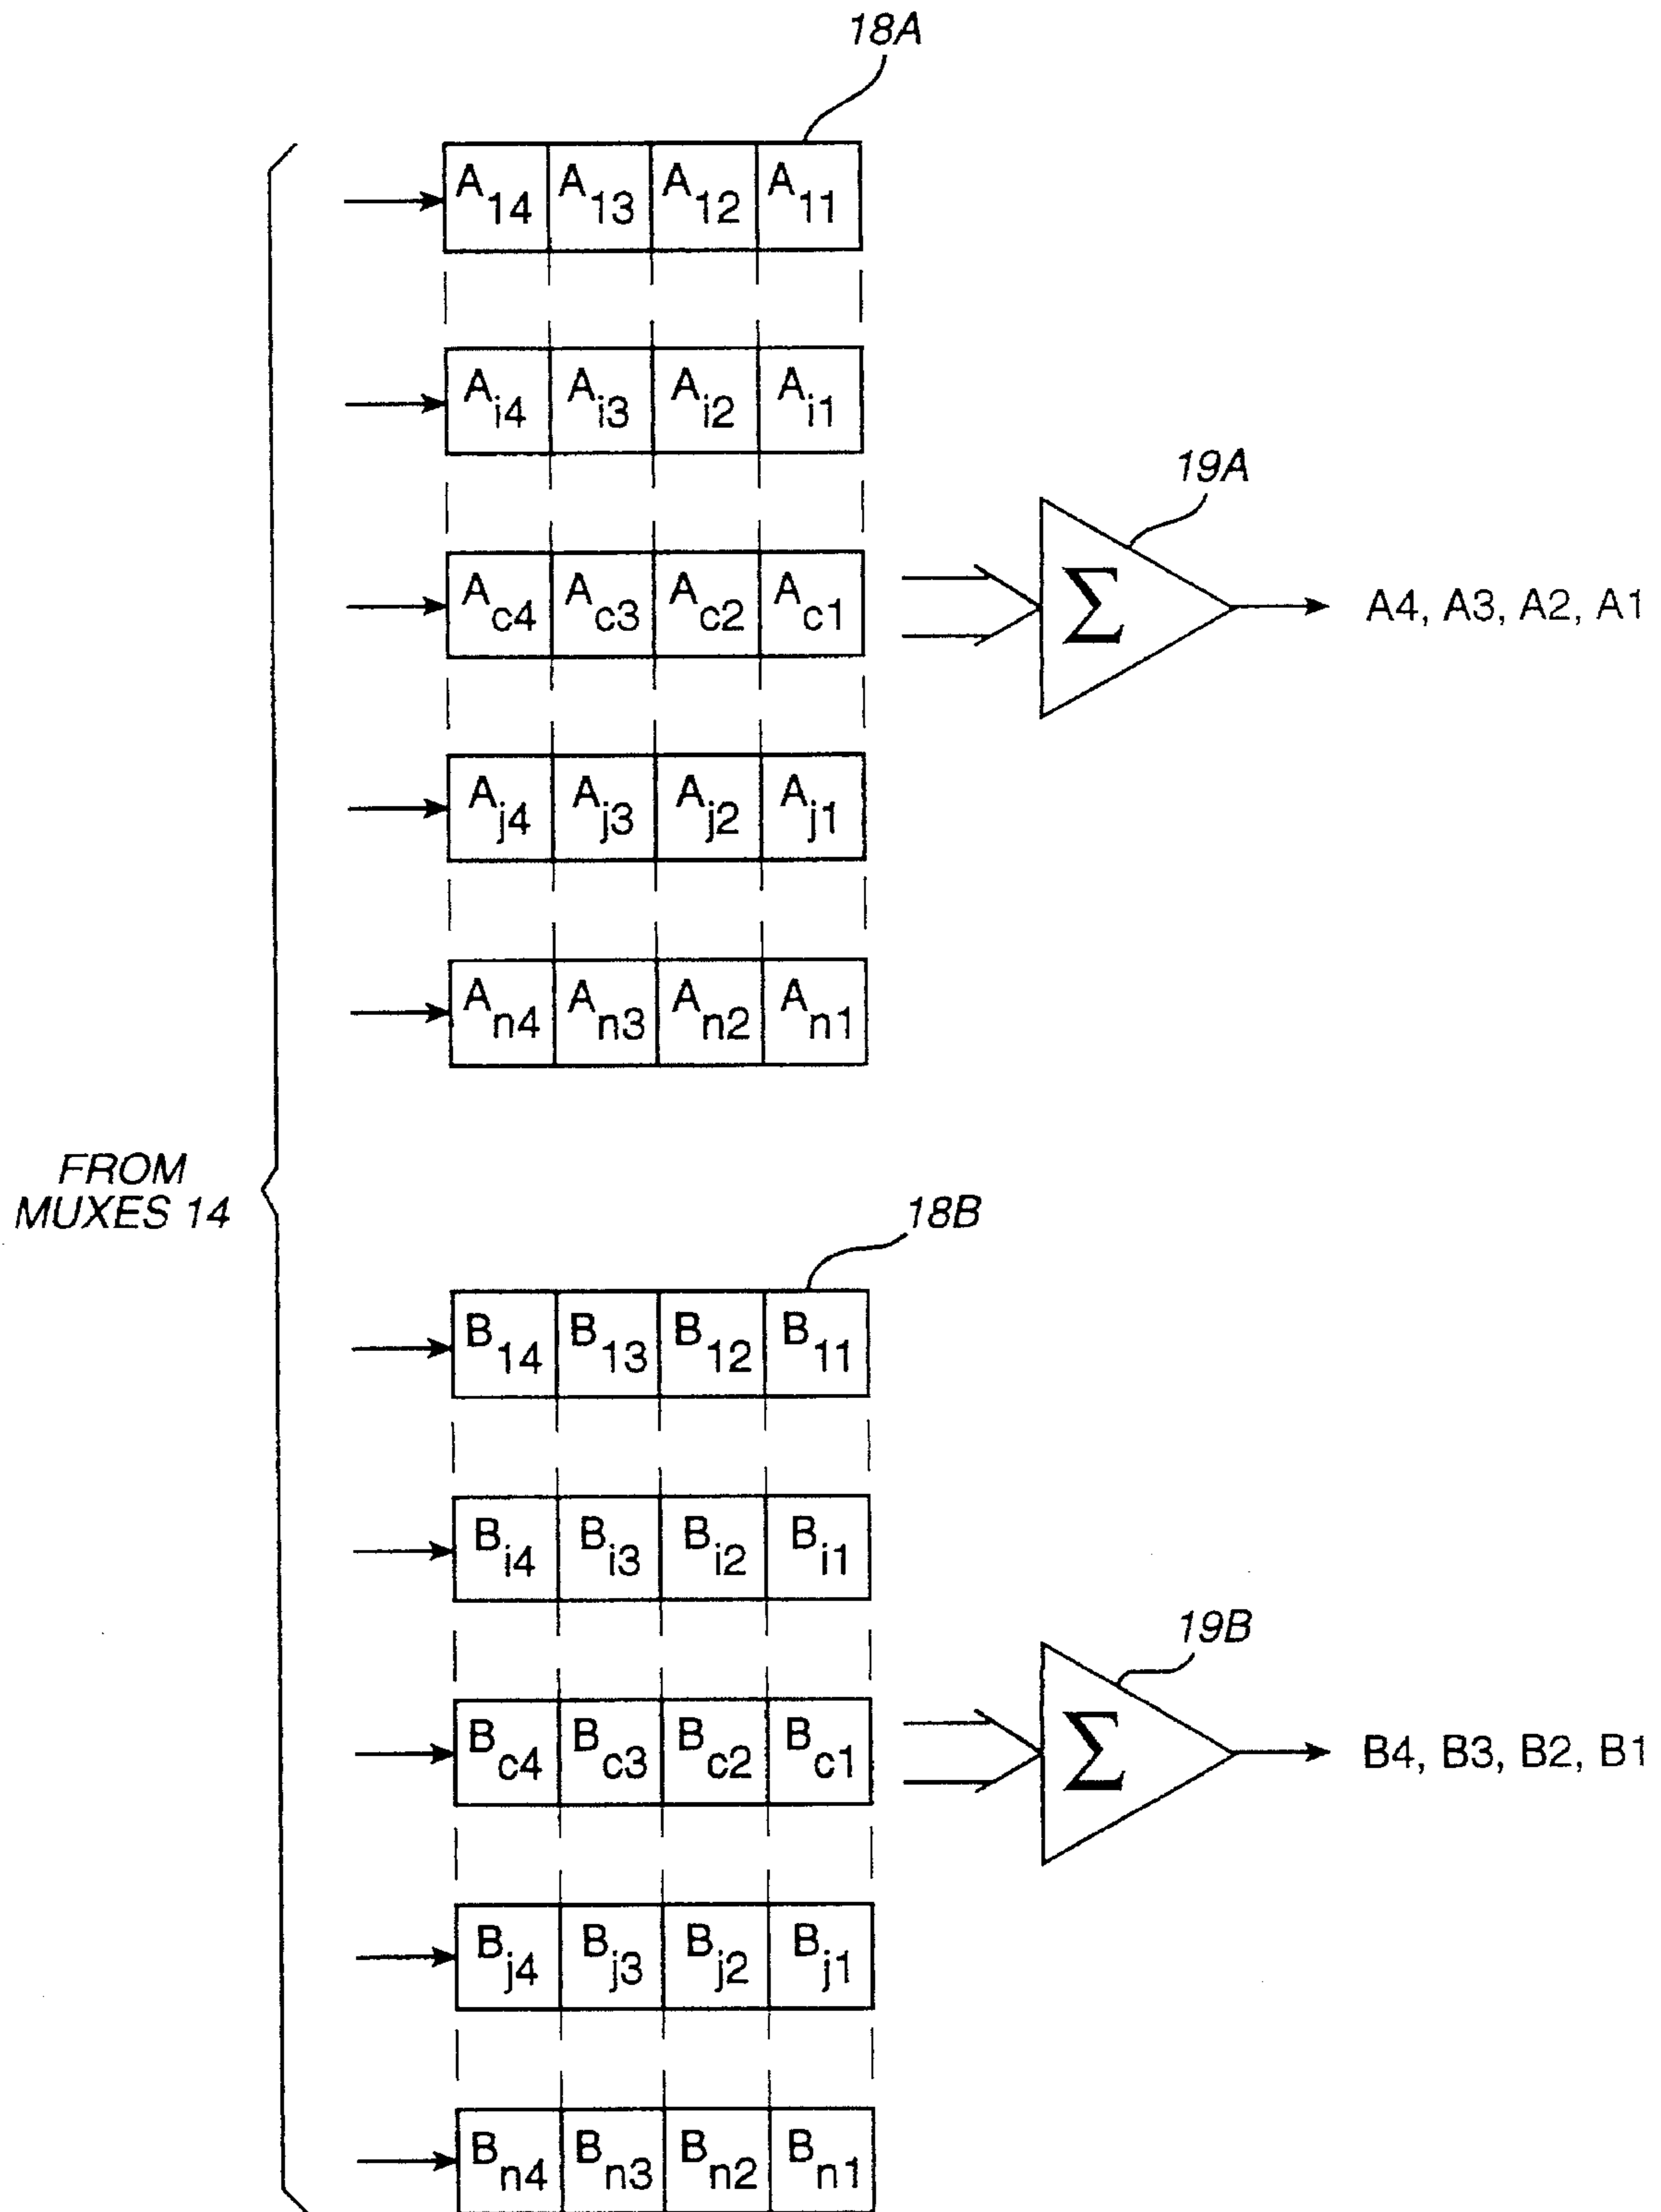 18A
A14 A13 A12 A11
Ai4 Ai3 Ai2 Ai1
19A
Ac4 Ac3 Ac2 Ac1
Σ
A4, A3, A2, A1
Aj4 Aj3 Aj2 Aj1
An4 An3 An2 An1
FROM
MUXES 14
18B
B14 B13 B12 B11
Bi4 Bi3 Bi2 Bi1
19B
Bc4 Bc3 Bc2 Bc1
Σ
B4, B3, B2, B1
Bj4 Bj3 Bj2 Bj1
Bn4 Bn3 Bn2 Bn1